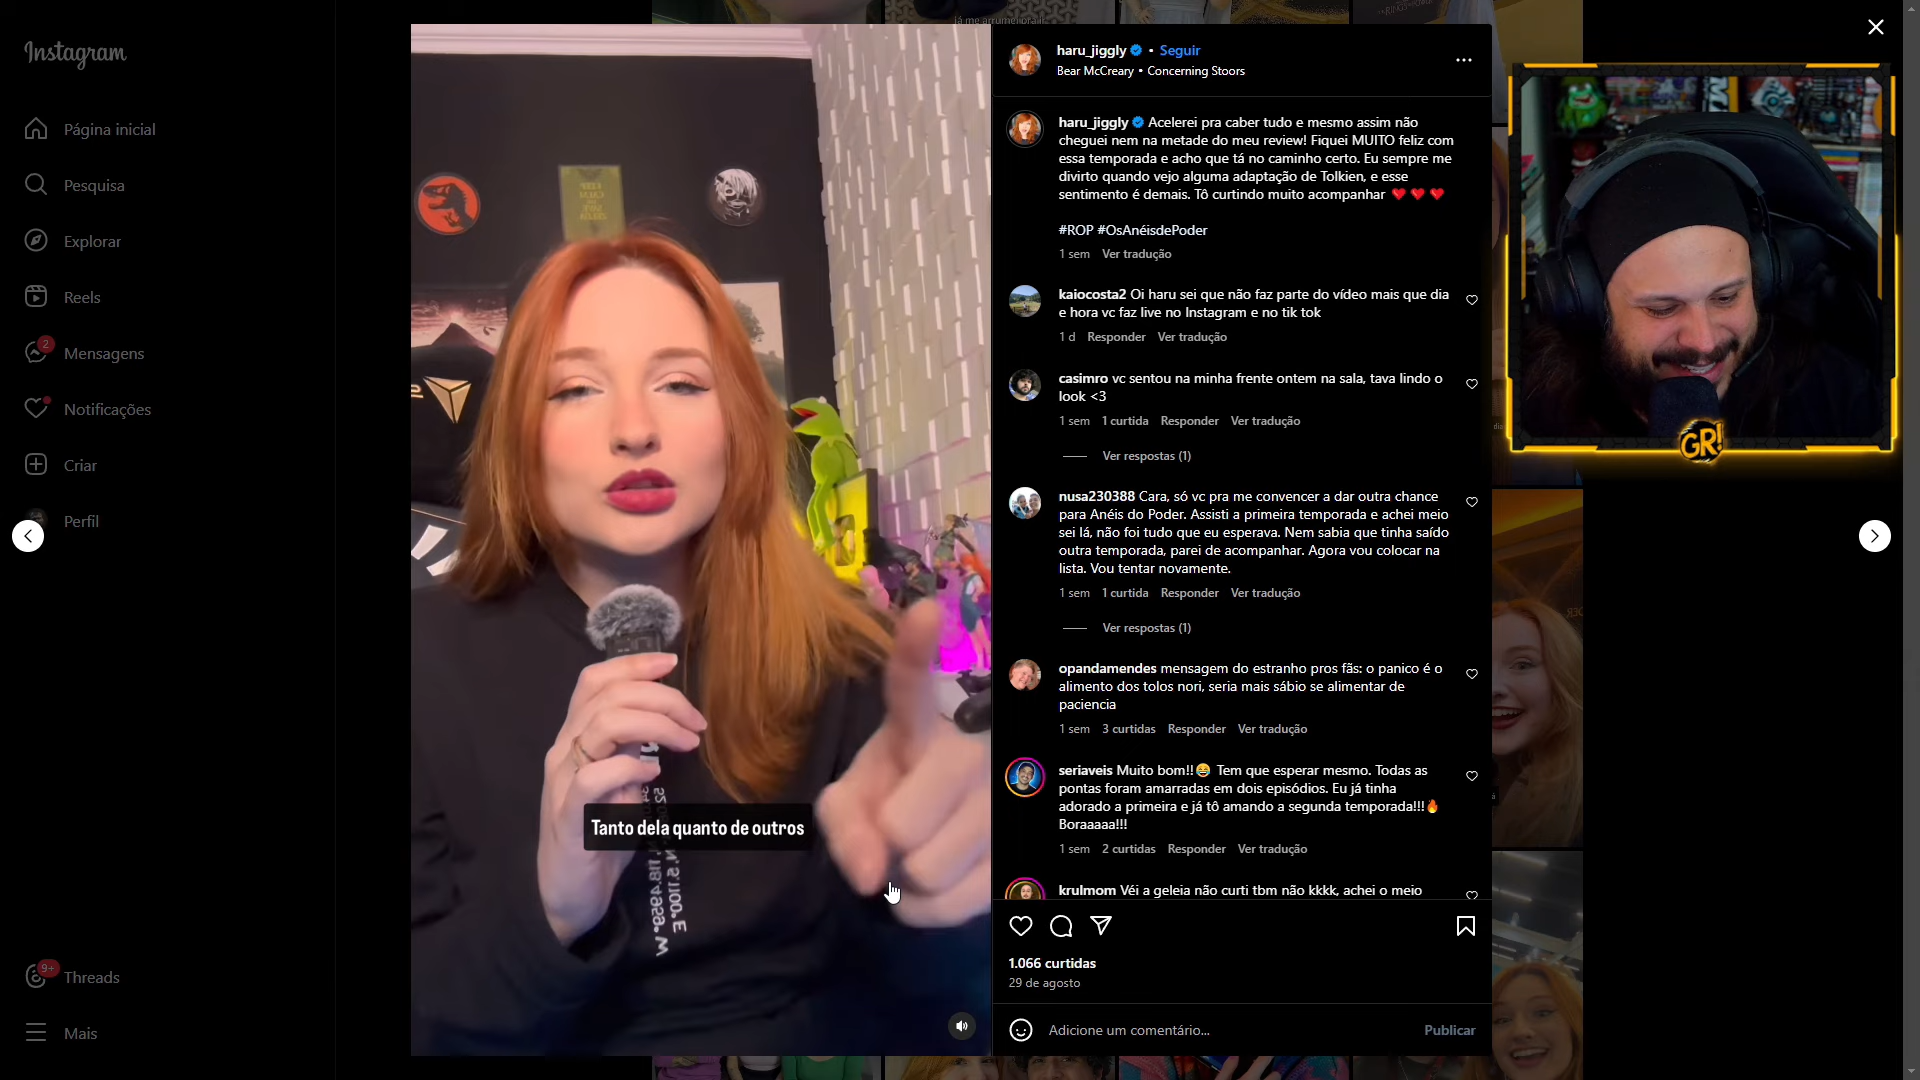 Instagram
Página inicial
Pesquisa
Explorar
Reels
2
Mensagens
Notificações
Criar
Perfil
9+
Threads
Mais
Tanto dela quanto de outros
haru_jiggly • Seguir
Bear McCreary • Concerning Stoors
haru_jiggly Acelerei pra caber tudo e mesmo assim não
cheguei nem na metade do meu review! Fiquei MUITO feliz com
essa temporada e acho que tá no caminho certo. Eu sempre me
divirto quando vejo alguma adaptação de Tolkien, e esse
sentimento é demais. Tô curtindo muito acompanhar ❤️ ❤️ ❤️
#ROP #OsAnéisdePoder
1 sem Ver tradução
kaiocosta2 Oi haru sei que não faz parte do vídeo mais que dia
e hora vc faz live no Instagram e no tik tok
1 d Responder Ver tradução
casimro vc sentou na minha frente ontem na sala, tava lindo o
look <3
1 sem 1 curtida Responder Ver tradução
Ver respostas (1)
nusa230388 Cara, só vc pra me convencer a dar outra chance
para Anéis do Poder. Assisti a primeira temporada e achei meio
sei lá, não foi tudo que eu esperava. Nem sabia que tinha saído
outra temporada, parei de acompanhar. Agora vou colocar na
lista. Vou tentar novamente.
1 sem 1 curtida Responder Ver tradução
Ver respostas (1)
opandamendes mensagem do estranho pros fãs: o panico é o
alimento dos tolos nori, seria mais sábio se alimentar de
paciencia
1 sem 3 curtidas Responder Ver tradução
seriaveis Muito bom!!😂 Tem que esperar mesmo. Todas as
pontas foram amarradas em dois episódios. Eu já tinha
adorado a primeira e já tô amando a segunda temporada!!!🔥
Boraaaaa!!!
1 sem 2 curtidas Responder Ver tradução
krulmom Véi a geleia não curti tbm não kkkk, achei o meio
1.066 curtidas
29 de agosto
Adicione um comentário...
Publicar
GR!